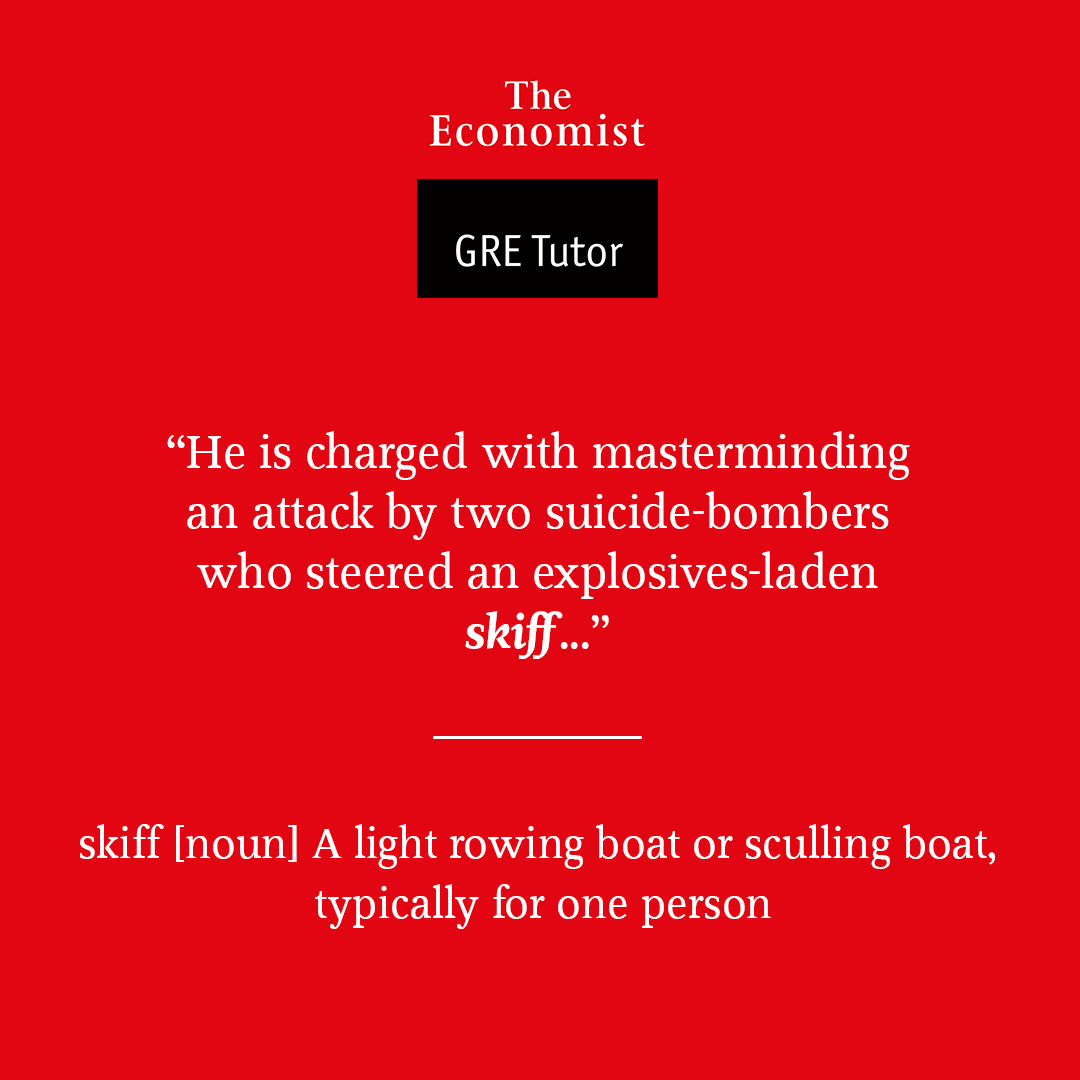 The
Economist
GRE Tutor
“He is charged with masterminding
an attack by two suicide-bombers
who steered an explosives-laden
skiff...”
skiff [noun] A light rowing boat or sculling boat,
typically for one person